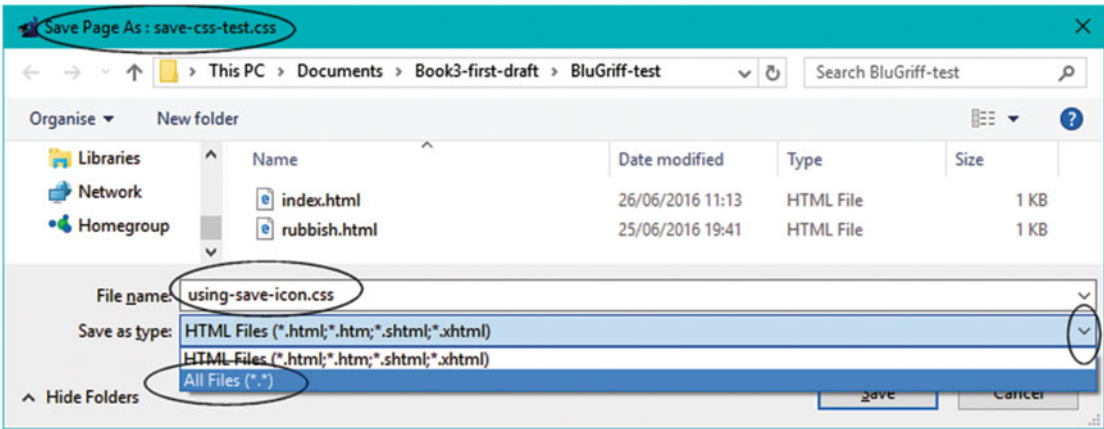 Save Page As : save-css-test.css
This PC > Documents > Book3-first-draft > BluGriff-test
Search BluGriff-test
Organise
New folder
?
Libraries
Network
Homegroup
Name
Date modified
Type
Size
index.html
26/06/2016 11:13
HTML File
1 KB
rubbish.html
25/06/2016 19:41
HTML File
1 KB
File name: using-save-icon.css
Save as type: HTML Files (*.html;*.htm;*.shtml;*.xhtml)
HTML Files (*.html;*.htm;*.shtml;*.xhtml)
All Files (*.*)
Hide Folders
Save
Cancel